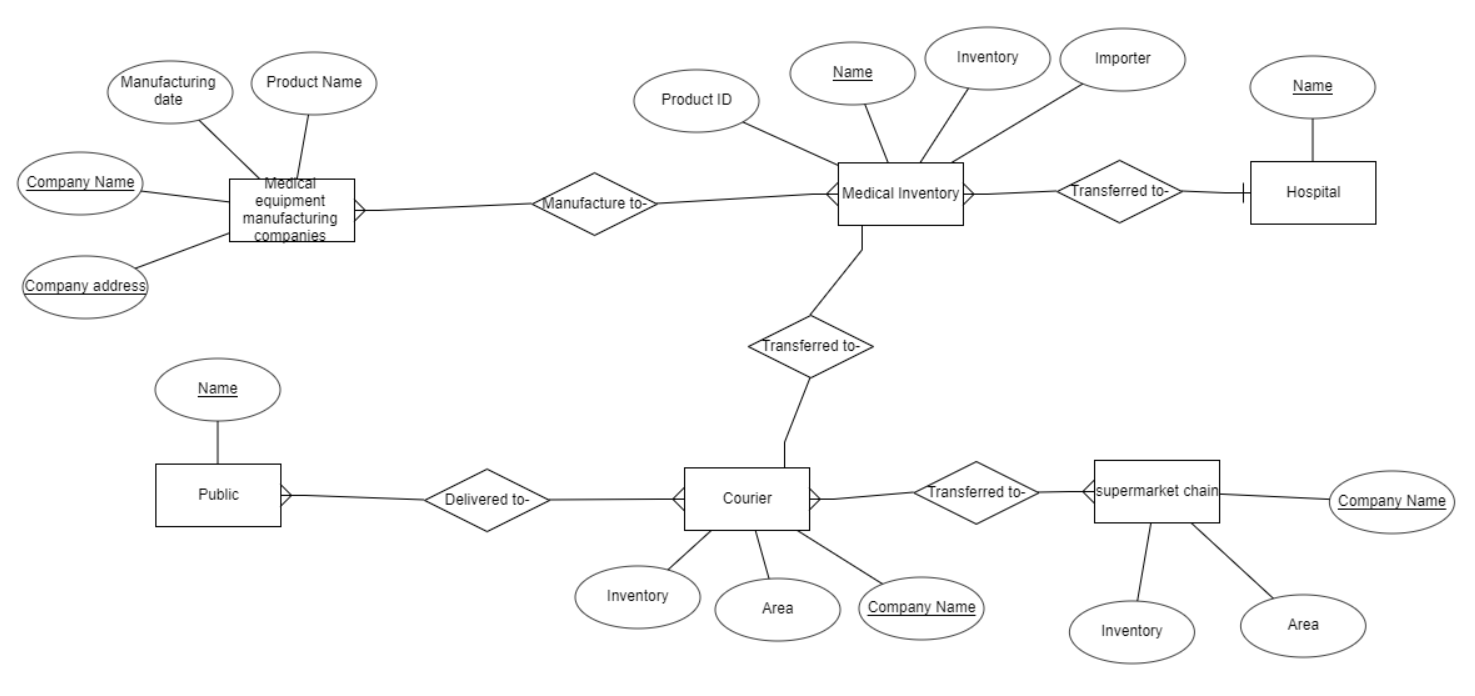 Manufacturing
date
Product Name
Company Name
Medical
equipment
manufacturing
companies
Company address
Manufacture to-
Product ID
Name
Inventory
Importer
Medical Inventory
Transferred to-
Name
Hospital
Transferred to-
Name
Public
Delivered to-
Courier
Inventory
Area
Company Name
Transferred to-
supermarket chain
Company Name
Inventory
Area